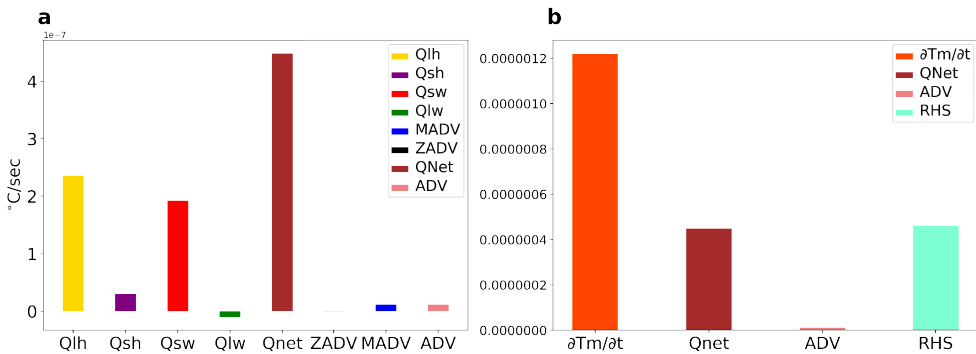 a
1e−7
4
3
2
1
0
°C/sec
Qlh
Qsh
Qsw
Qlw
MADV
ZADV
QNet
ADV
Qlh Qsh Qsw Qlw Qnet ZADV MADV ADV
b
0.0000012
0.0000010
0.0000008
0.0000006
0.0000004
0.0000002
0.0000000
∂Tm/∂t
QNet
ADV
RHS
∂Tm/∂t Qnet ADV RHS